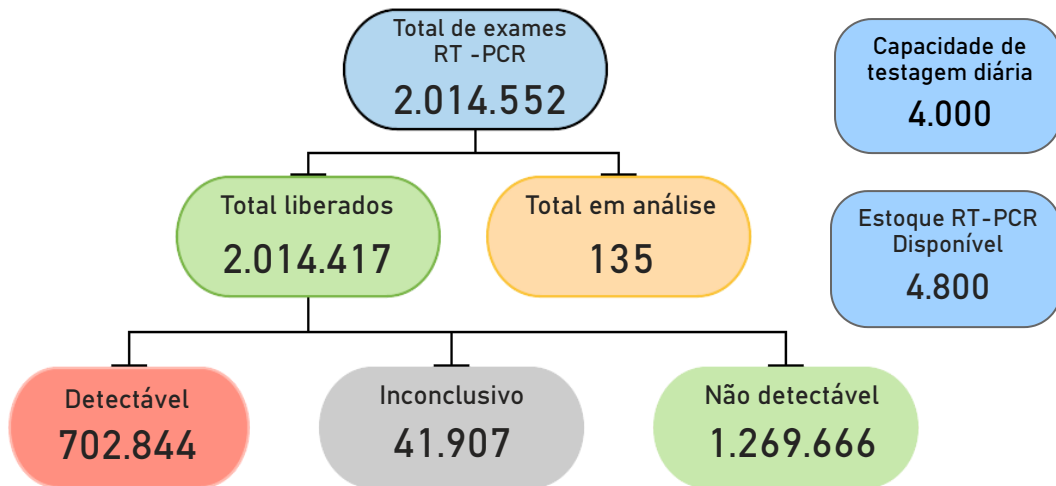 Total de exames
RT -PCR
2.014.552
Capacidade de
testagem diária
4.000
Total liberados
2.014.417
Total em análise
135
Estoque RT-PCR
Disponível
4.800
Detectável
702.844
Inconclusivo
41.907
Não detectável
1.269.666